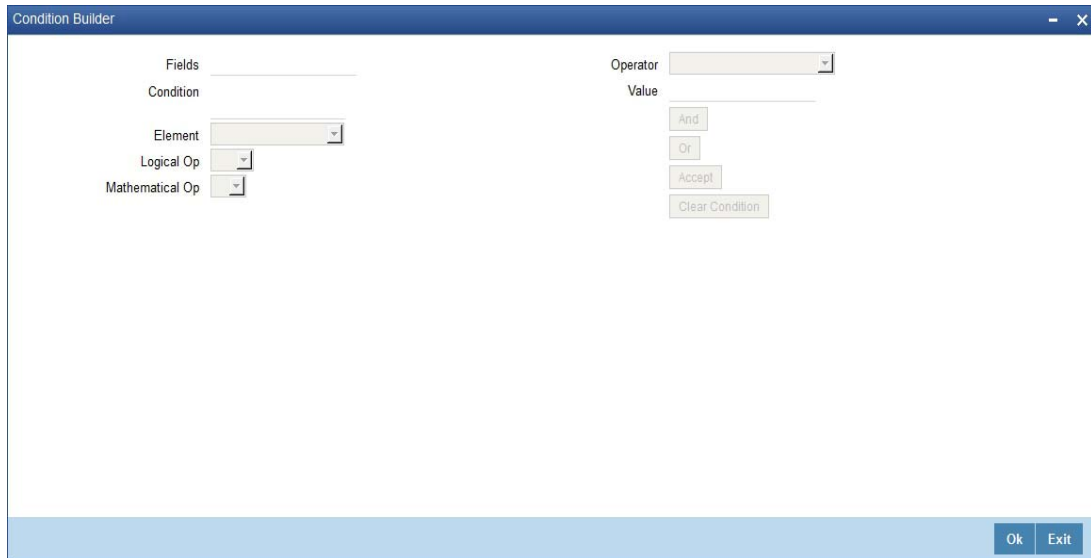 Condition Builder
Fields
Condition
Element
Logical Op
Mathematical Op
Operator
Value
And
Or
Accept
Clear Condition
Ok
Exit